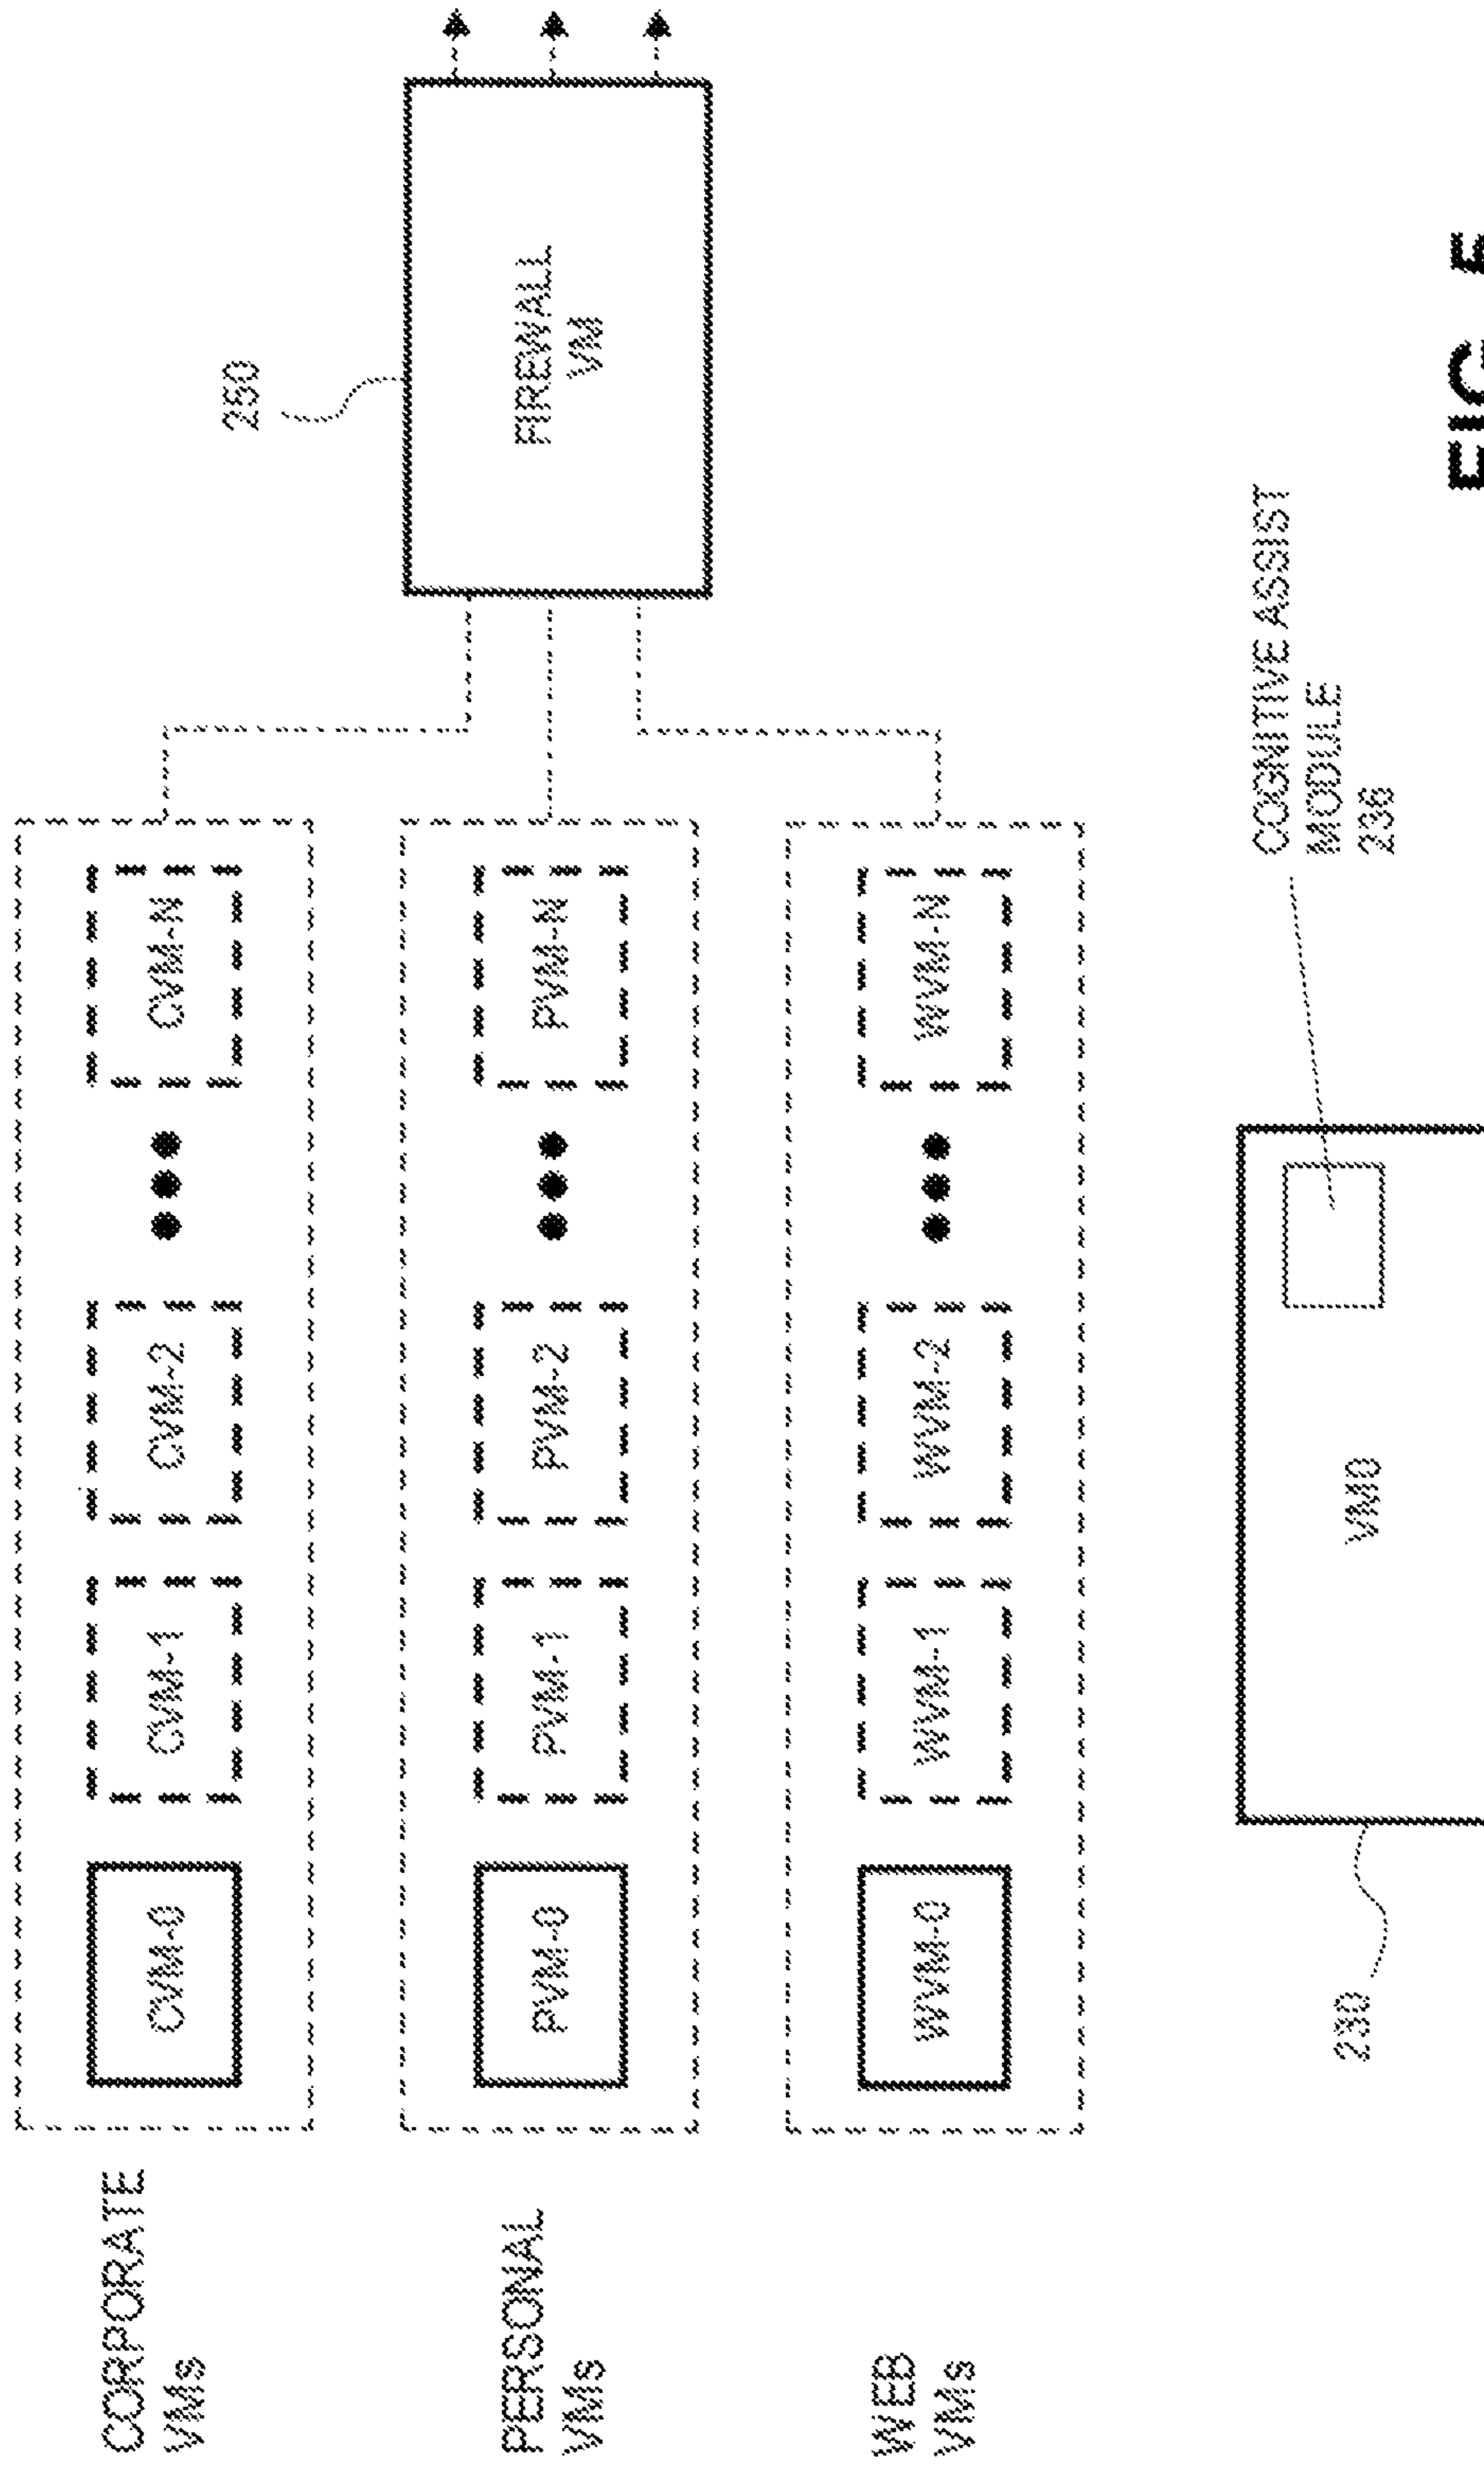 CORPORATE
VMs
CVM-0
CVM-1
CVM-2
CVM-N
PERSONAL
VMs
PVM-0
PVM-1
PVM-2
PVM-N
WEB
VMs
WVM-0
WVM-1
WVM-2
WVM-N
250
FIREWALL
VM
230
VM0
COGNITIVE ASSIST
MODULE
236